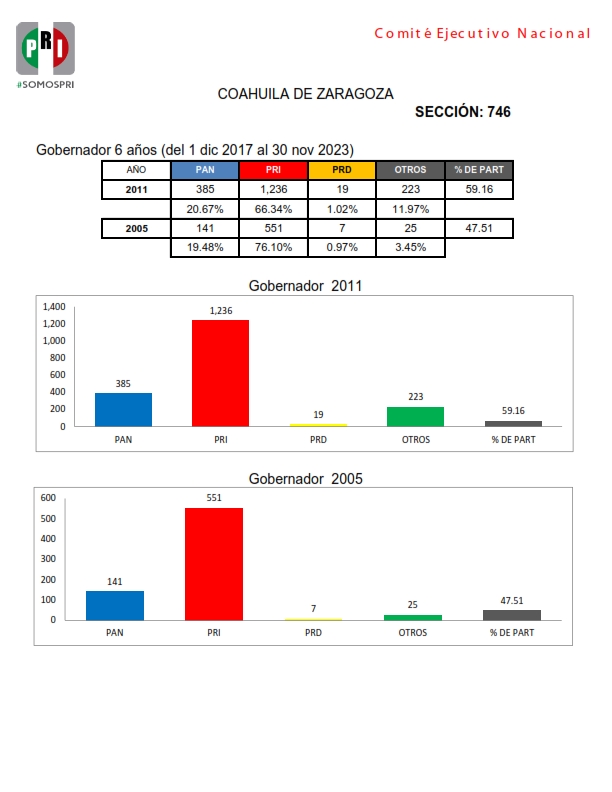 Comité Ejecutivo Nacional
PRI
#SOMOSPRI
COAHUILA DE ZARAGOZA
SECCIÓN: 746
Gobernador 6 años (del 1 dic 2017 al 30 nov 2023)
AÑO PAN PRI PRD OTROS % DE PART
2011 385 1,236 19 223 59.16
20.67% 66.34% 1.02% 11.97%
2005 141 551 7 25 47.51
19.48% 76.10% 0.97% 3.45%
Gobernador 2011
1,400
1,200
1,000
800
600
400
200
0
385 1,236 19 223 59.16
PAN PRI PRD OTROS % DE PART
Gobernador 2005
600
500
400
300
200
100
0
141 551 7 25 47.51
PAN PRI PRD OTROS % DE PART